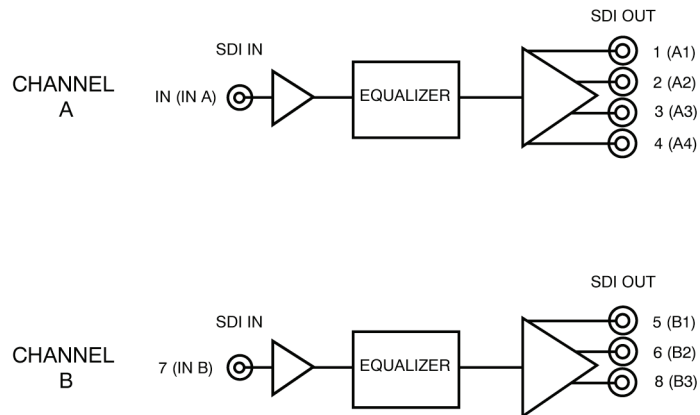 SDI OUT
SDI IN
1 (A1)
CHANNEL
A
IN (IN A)
EQUALIZER
2 (A2)
3 (A3)
4 (A4)
SDI OUT
SDI IN
5 (B1)
CHANNEL
B
7 (IN B)
EQUALIZER
6 (B2)
8 (B3)